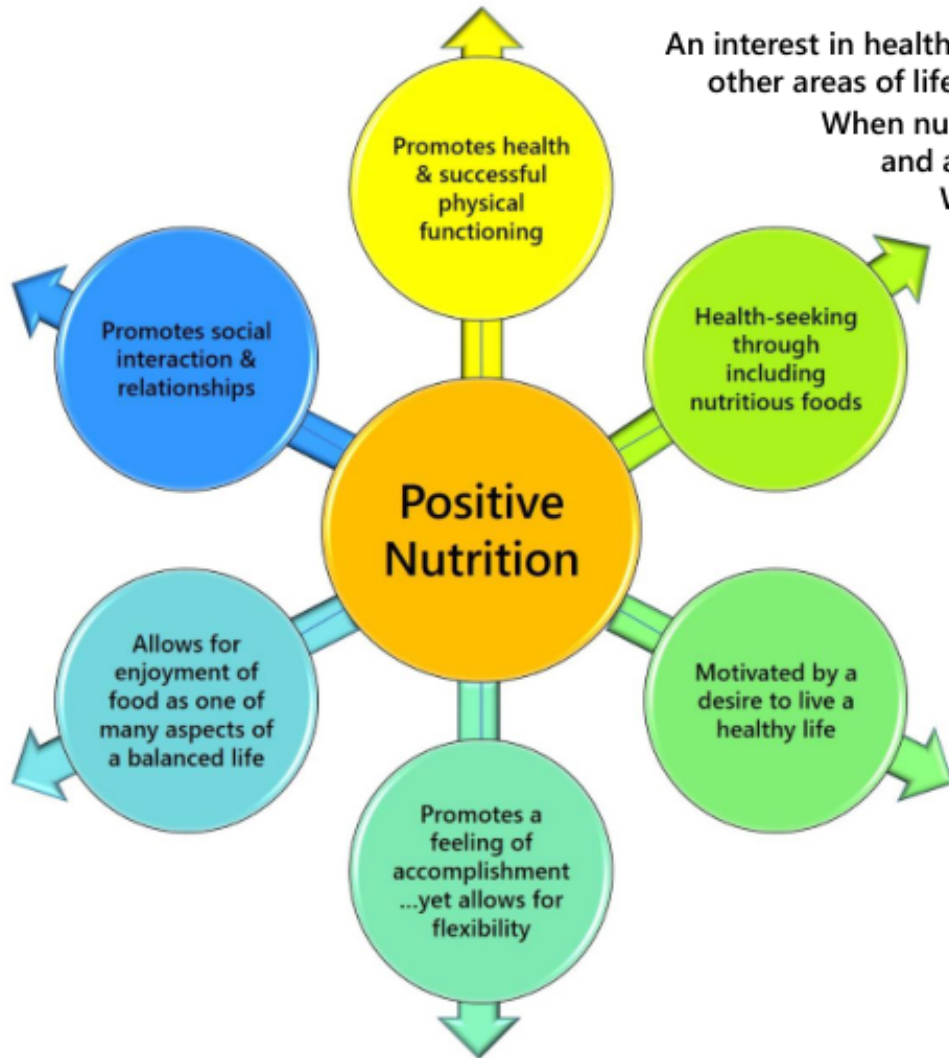 An interest in health
other areas of life
When nu
and a
Promotes health
& successful
physical
functioning
Promotes social
interaction &
relationships
Health-seeking
through
including
nutritious foods
Positive
Nutrition
Allows for
enjoyment of
food as one of
many aspects of
a balanced life
Motivated by a
desire to live a
healthy life
Promotes a
feeling of
accomplishment
...yet allows for
flexibility